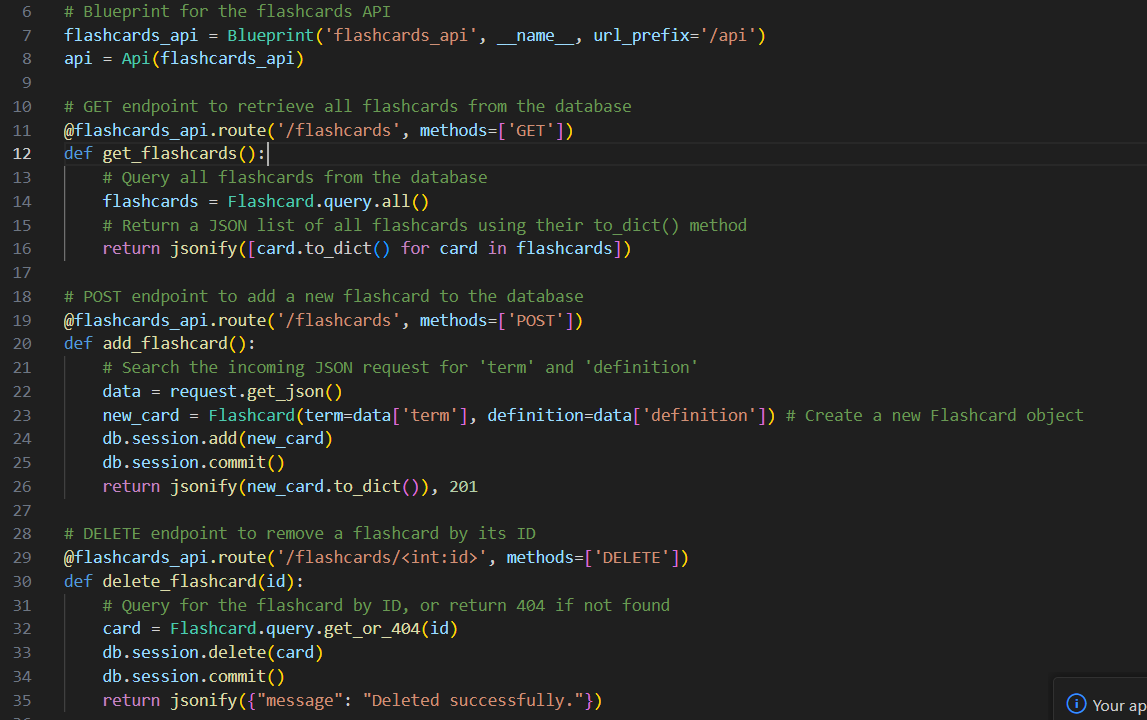 6 # Blueprint for the flashcards API
7 flashcards_api = Blueprint('flashcards_api', __name__, url_prefix='/api')
8 api = Api(flashcards_api)
9
10 # GET endpoint to retrieve all flashcards from the database
11 @flashcards_api.route('/flashcards', methods=['GET'])
12 def get_flashcards():
13     # Query all flashcards from the database
14     flashcards = Flashcard.query.all()
15     # Return a JSON list of all flashcards using their to_dict() method
16     return jsonify([card.to_dict() for card in flashcards])
17
18 # POST endpoint to add a new flashcard to the database
19 @flashcards_api.route('/flashcards', methods=['POST'])
20 def add_flashcard():
21     # Search the incoming JSON request for 'term' and 'definition'
22     data = request.get_json()
23     new_card = Flashcard(term=data['term'], definition=data['definition']) # Create a new Flashcard object
24     db.session.add(new_card)
25     db.session.commit()
26     return jsonify(new_card.to_dict()), 201
27
28 # DELETE endpoint to remove a flashcard by its ID
29 @flashcards_api.route('/flashcards/<int:id>', methods=['DELETE'])
30 def delete_flashcard(id):
31     # Query for the flashcard by ID, or return 404 if not found
32     card = Flashcard.query.get_or_404(id)
33     db.session.delete(card)
34     db.session.commit()
35     return jsonify({"message": "Deleted successfully."})
Your ap